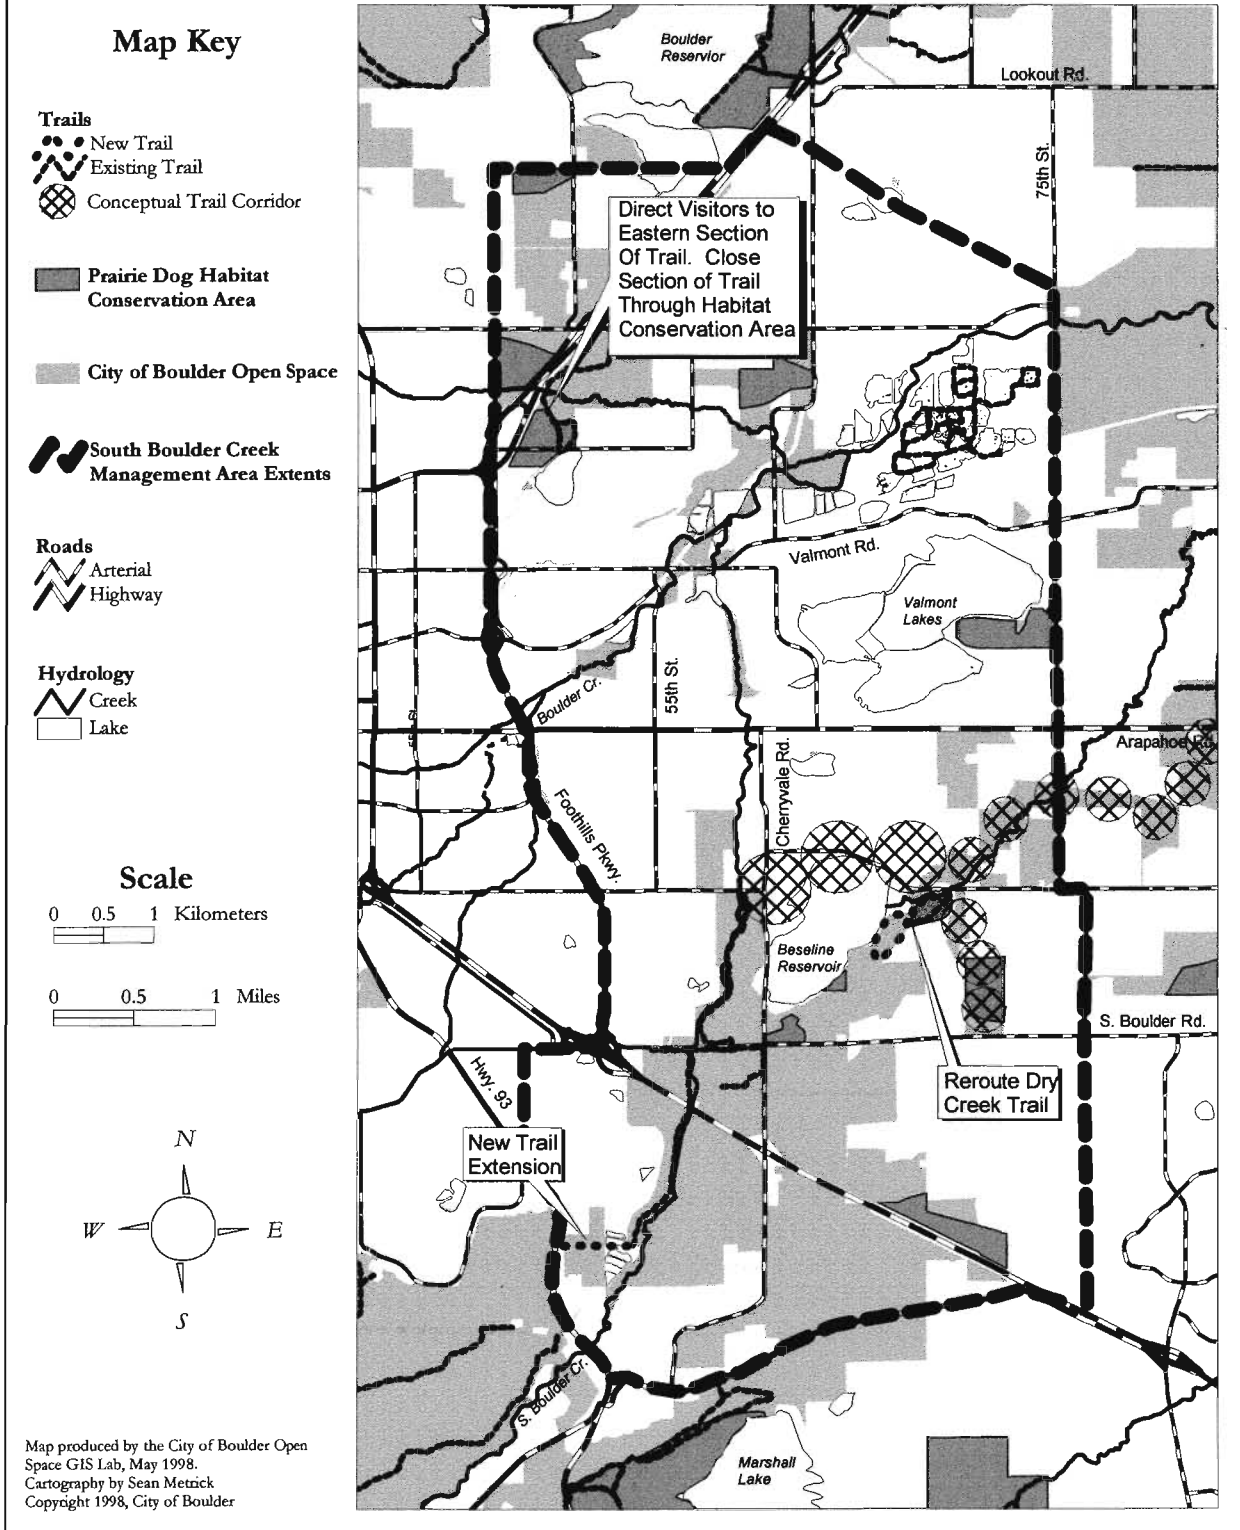 Map Key
Trails
New Trail
Existing Trail
Conceptual Trail Corridor
Prairie Dog Habitat
Conservation Area
City of Boulder Open Space
South Boulder Creek
Management Area Extents
Roads
Arterial
Highway
Hydrology
Creek
Lake
Scale
0 0.5 1 Kilometers
0 0.5 1 Miles
N
W E
S
Map produced by the City of Boulder Open
Space GIS Lab, May 1998.
Cartography by Sean Metrick
Copyright 1998, City of Boulder
Boulder
Reservior
Lookout Rd.
75th St.
Direct Visitors to
Eastern Section
Of Trail. Close
Section of Trail
Through Habitat
Conservation Area
Valmont Rd.
Valmont
Lakes
55th St.
Boulder Cr.
Arapahoe Rd.
Cherryvale Rd.
Foothills Pkwy.
Beseline
Reservoir
S. Boulder Rd.
Hwy. 93
Reroute Dry
Creek Trail
New Trail
Extension
S. Boulder Cr.
Marshall
Lake